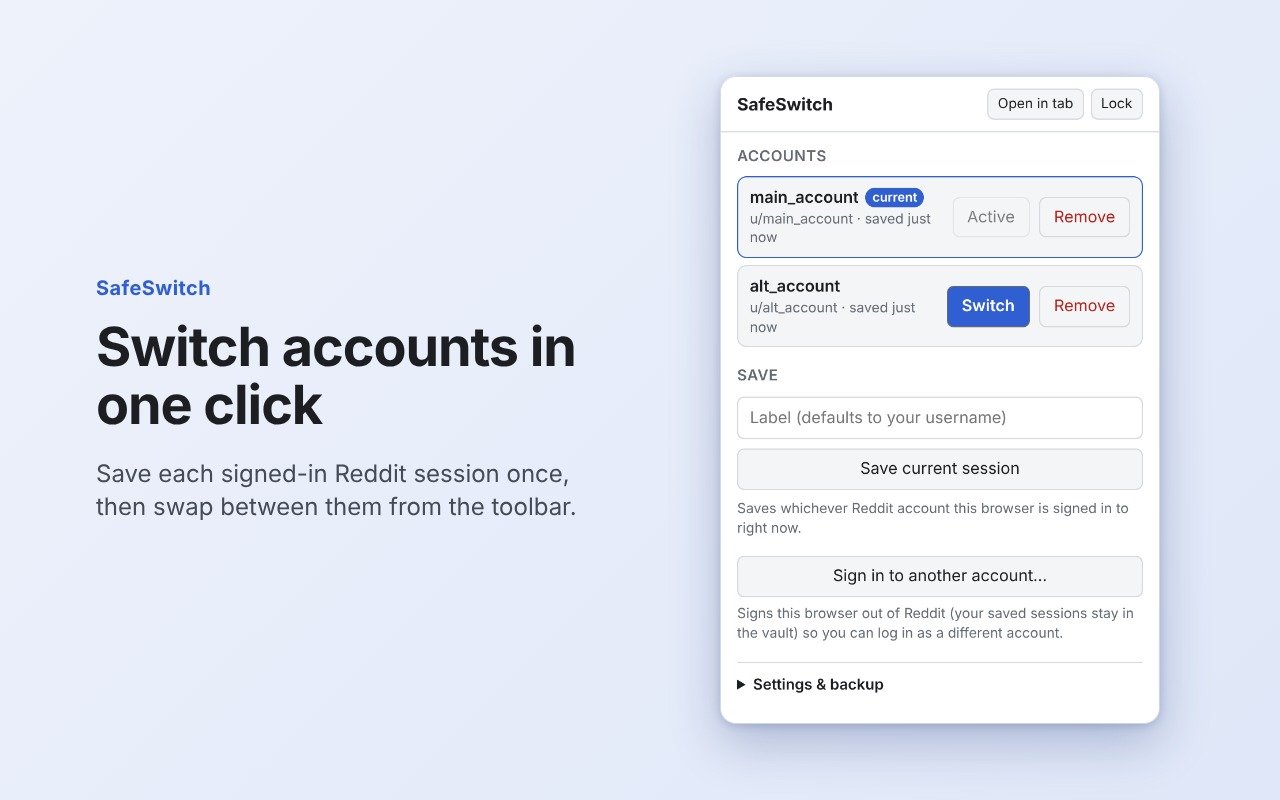 SafeSwitch
Switch accounts in
one click
Save each signed-in Reddit session once,
then swap between them from the toolbar.
SafeSwitch
Open in tab
Lock
ACCOUNTS
main_account current
u/main_account · saved just
now
Active
Remove
alt_account
u/alt_account · saved just
now
Switch
Remove
SAVE
Label (defaults to your username)
Save current session
Saves whichever Reddit account this browser is signed in to
right now.
Sign in to another account...
Signs this browser out of Reddit (your saved sessions stay in
the vault) so you can log in as a different account.
Settings & backup